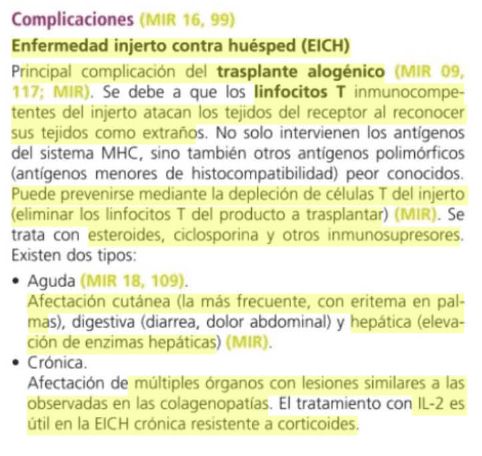 Complicaciones (MIR 16, 99)
Enfermedad injerto contra huésped (EICH)
Principal complicación del trasplante alogénico (MIR 09,
117; MIR). Se debe a que los linfocitos T inmunocompe-
tentes del injerto atacan los tejidos del receptor al reconocer
sus tejidos como extraños. No solo intervienen los antígenos
del sistema MHC, sino también otros antígenos polimórficos
(antígenos menores de histocompatibilidad) peor conocidos.
Puede prevenirse mediante la depleción de células T del injerto
(eliminar los linfocitos T del producto a trasplantar) (MIR). Se
trata con esteroides, ciclosporina y otros inmunosupresores.
Existen dos tipos:
• Aguda (MIR 18, 109).
Afectación cutánea (la más frecuente, con eritema en pal-
mas), digestiva (diarrea, dolor abdominal) y hepática (eleva-
ción de enzimas hepáticas) (MIR).
• Crónica.
Afectación de múltiples órganos con lesiones similares a las
observadas en las colagenopatías. El tratamiento con IL-2 es
útil en la EICH crónica resistente a corticoides.